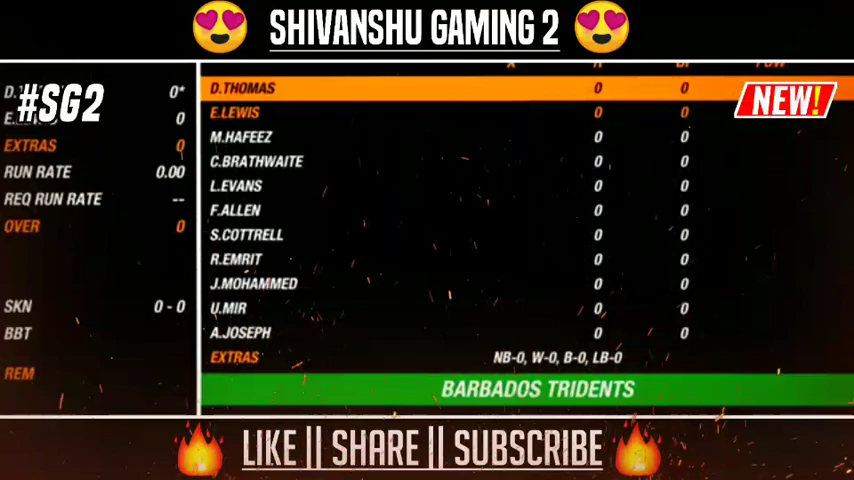 SHIVANSHU GAMING 2
#SG2
0*
0
EXTRAS 0
RUN RATE 0.00
REQ RUN RATE --
OVER 0
SKN 0 - 0
BBT
REM
D.THOMAS 0 0
E.LEWIS 0 0
M.HAFEEZ 0 0
C.BRATHWAITE 0 0
L.EVANS 0 0
F.ALLEN 0 0
S.COTTRELL 0 0
R.EMRIT 0 0
J.MOHAMMED 0 0
U.MIR 0 0
A.JOSEPH 0 0
EXTRAS NB-0, W-0, B-0, LB-0
BARBADOS TRIDENTS
NEW!
LIKE || SHARE || SUBSCRIBE